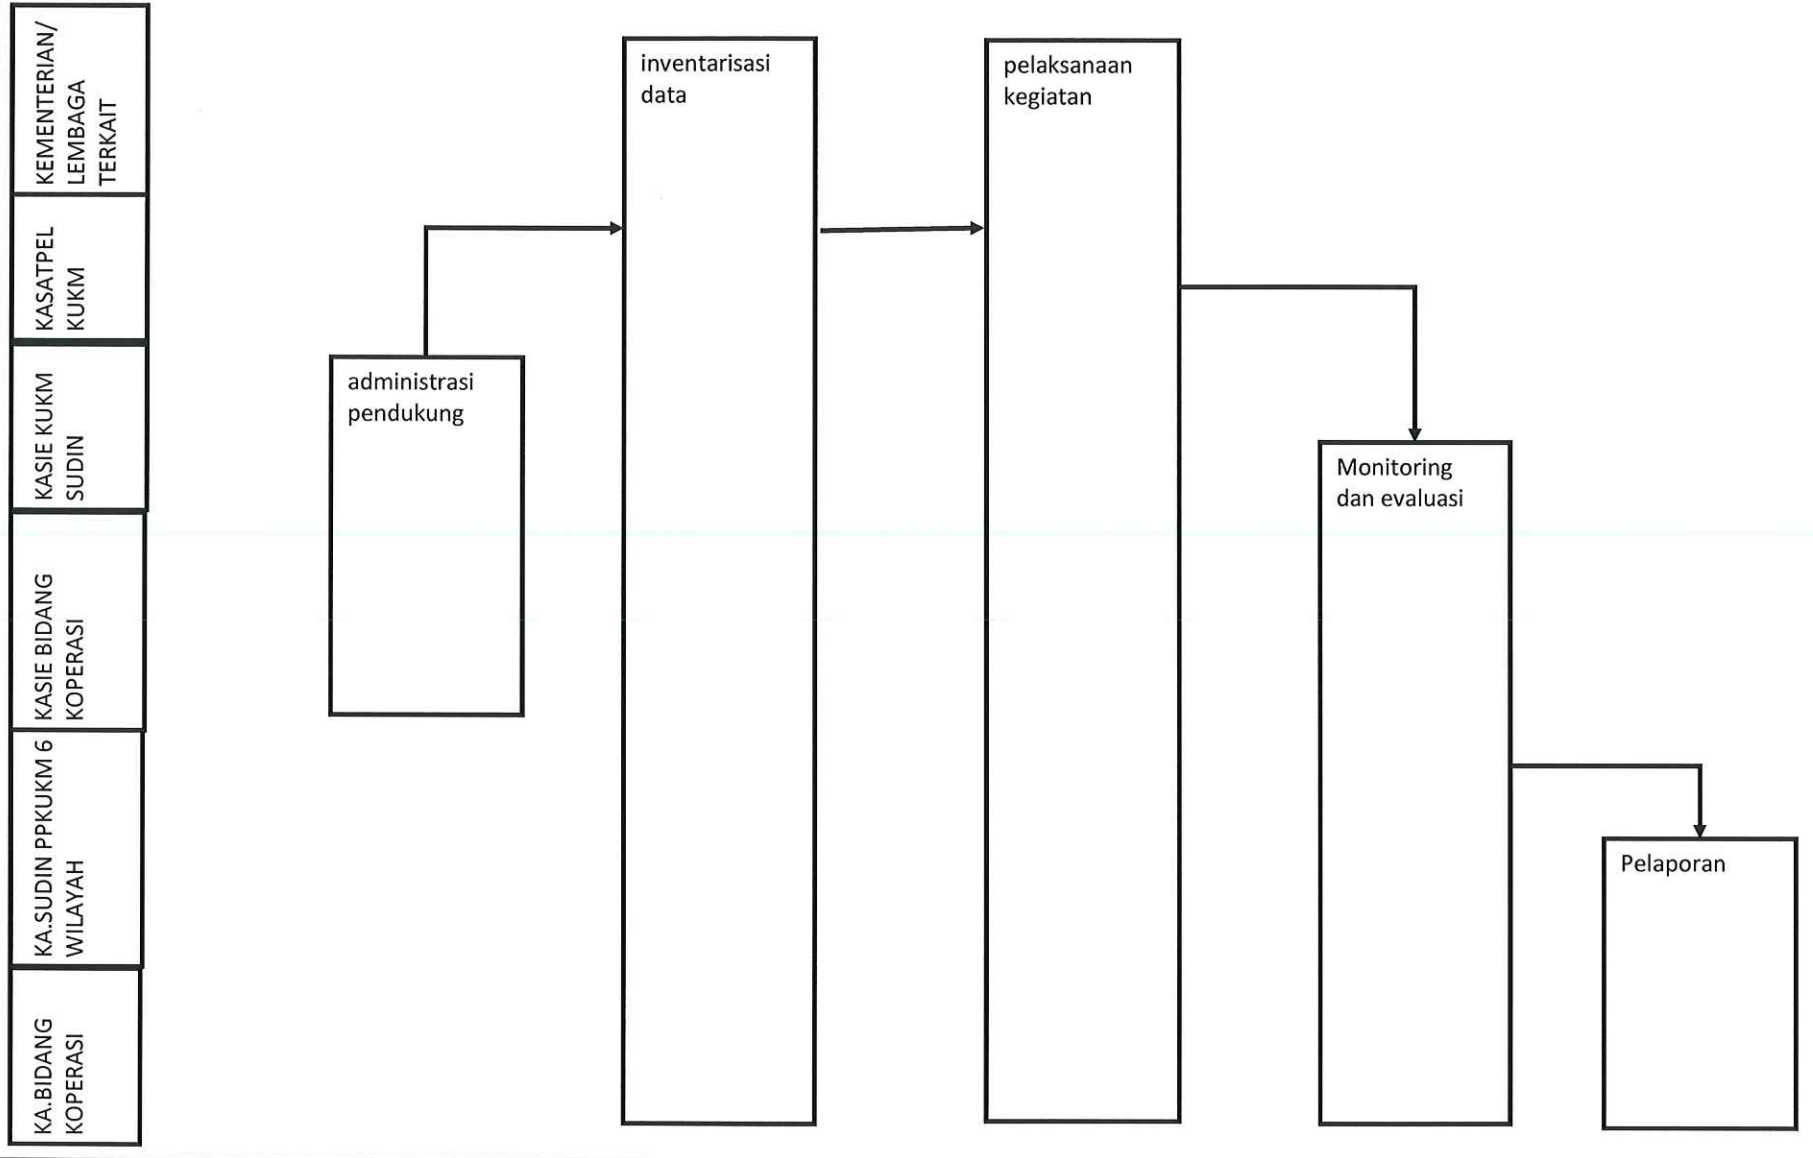 KEMENTERIAN/
LEMBAGA
TERKAIT
KASATPEL
KUKM
KASIE KUKM
SUDIN
KASIE BIDANG
KOPERASI
KA.SUDIN PPKUKM 6
WILAYAH
KA.BIDANG
KOPERASI
administrasi
pendukung
inventarisasi
data
pelaksanaan
kegiatan
Monitoring
dan evaluasi
Pelaporan